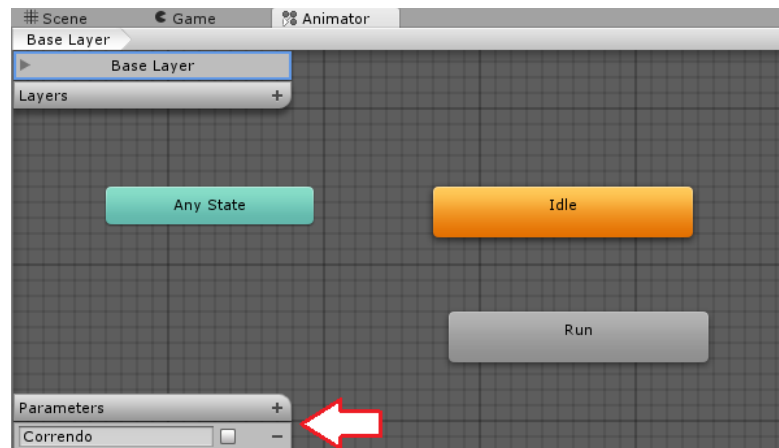 Scene Game Animator
Base Layer
Base Layer
Layers +
Any State Idle
Run
Parameters +
Correndo −